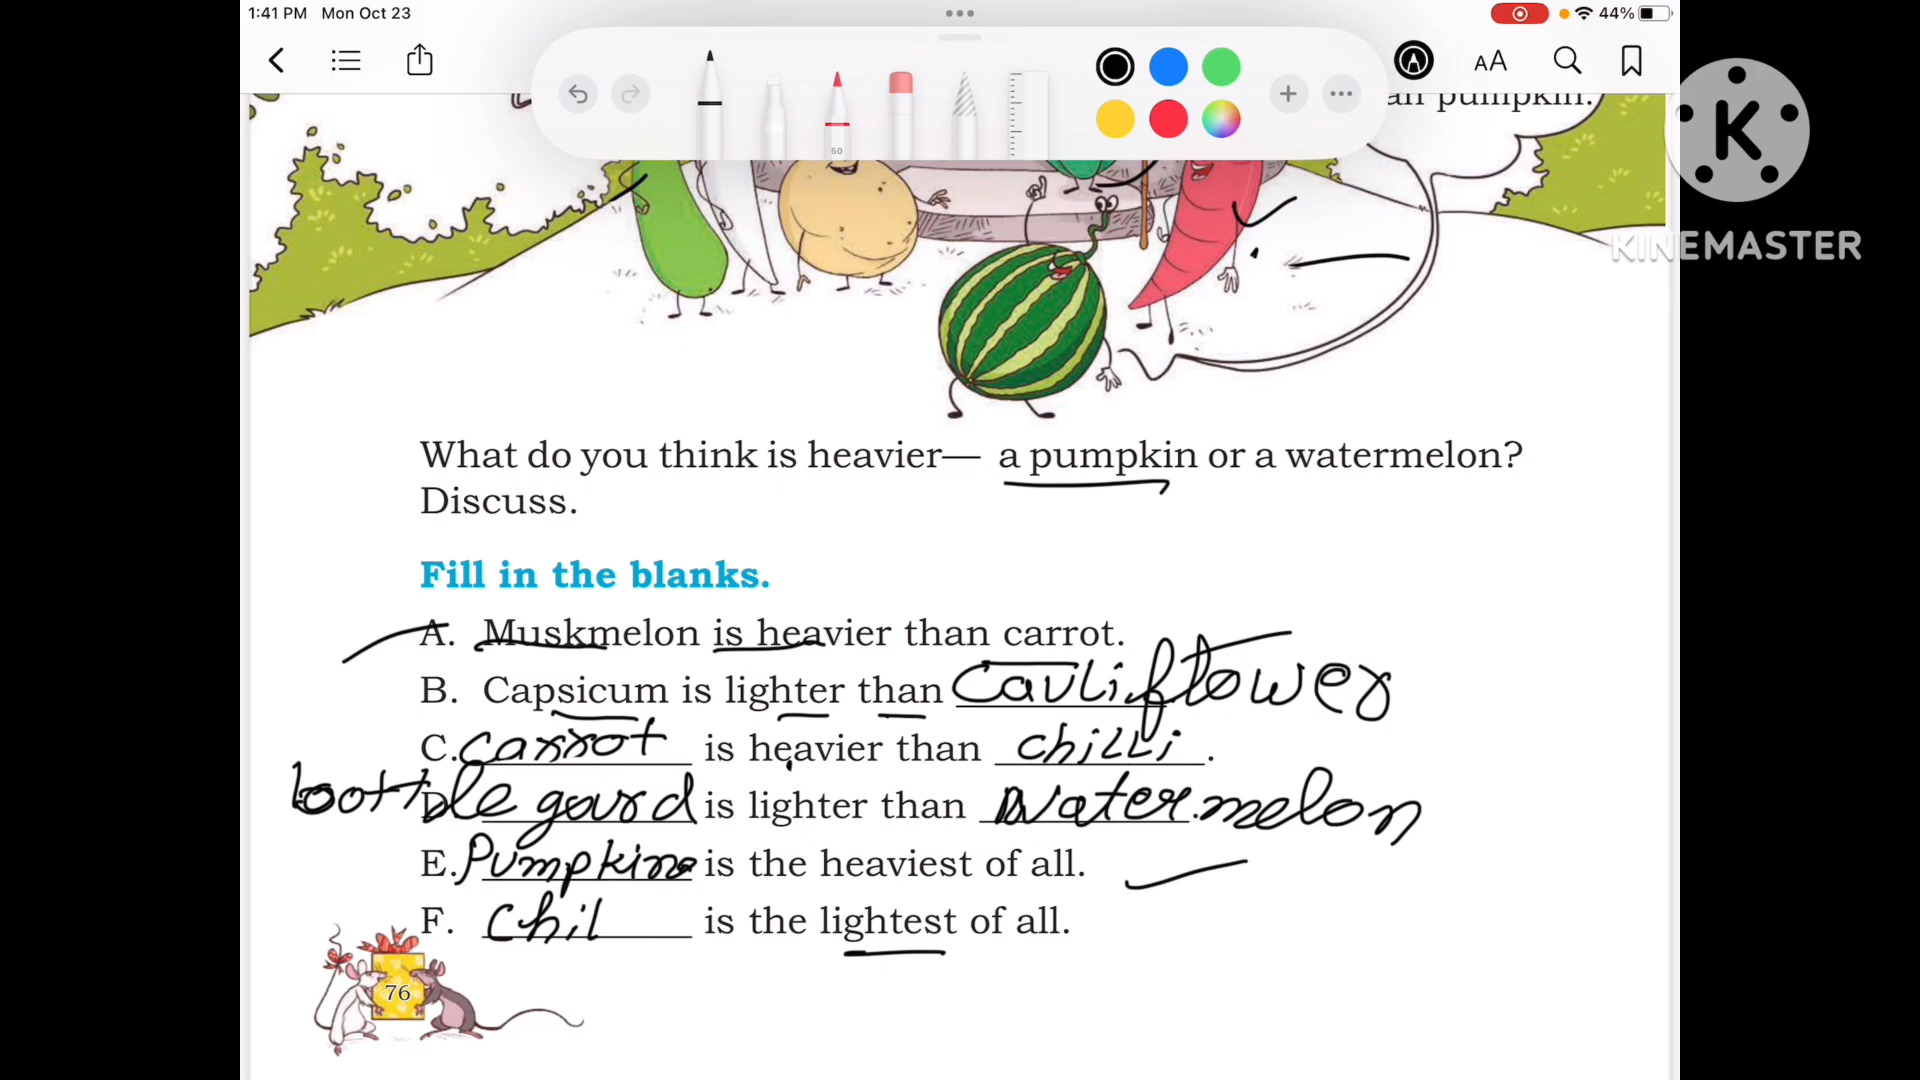 1:41 PM Mon Oct 23
44%
50
AA
an pumpkin.
K
KINEMASTER
What do you think is heavier— a pumpkin or a watermelon?
Discuss.
Fill in the blanks.
A. Muskmelon is heavier than carrot.
B. Capsicum is lighter than Cauliflower
C. carrot is heavier than chilli.
D. bottle gourd is lighter than Watermelon.
E. Pumpkin is the heaviest of all.
F. Chil is the lightest of all.
76